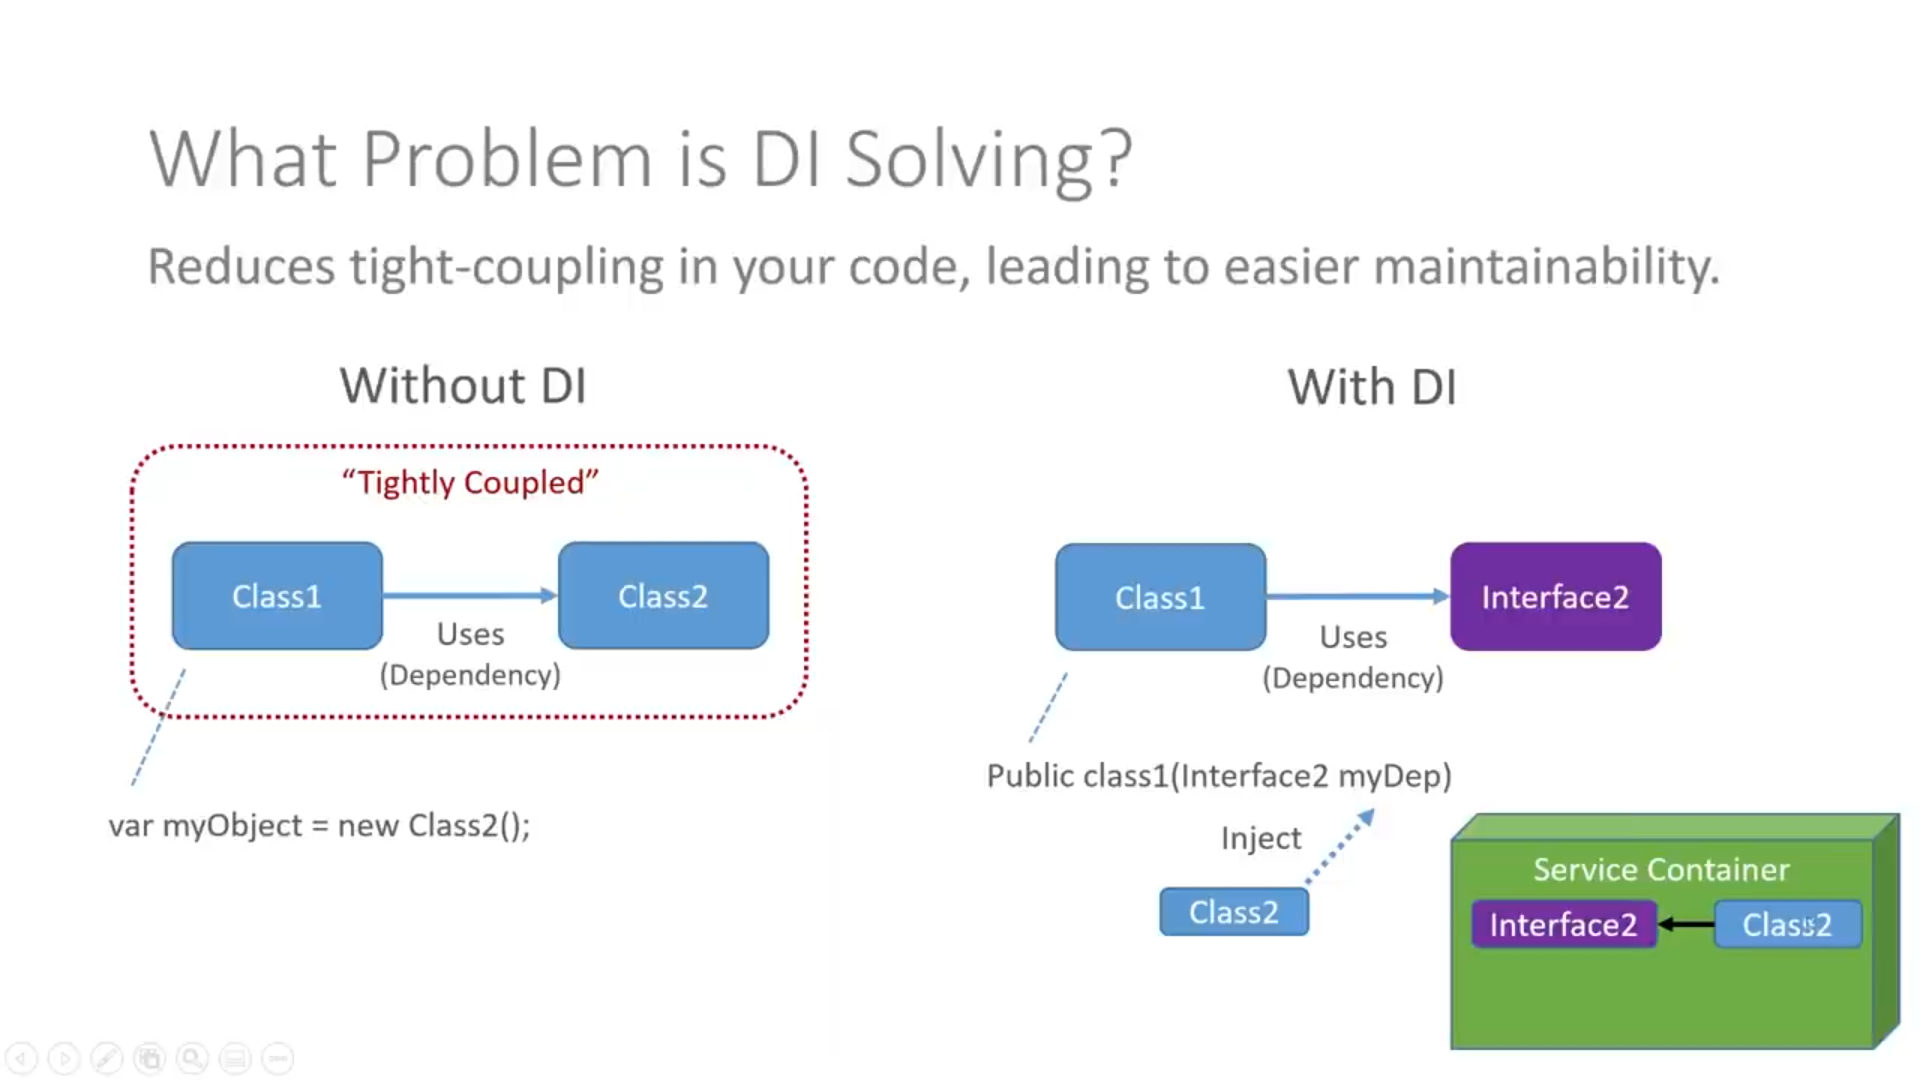 What Problem is DI Solving?
Reduces tight-coupling in your code, leading to easier maintainability.
Without DI
“Tightly Coupled”
Class1
Class2
Uses
(Dependency)
var myObject = new Class2();
With DI
Class1
Interface2
Uses
(Dependency)
Public class1(Interface2 myDep)
Inject
Class2
Service Container
Interface2
Class2